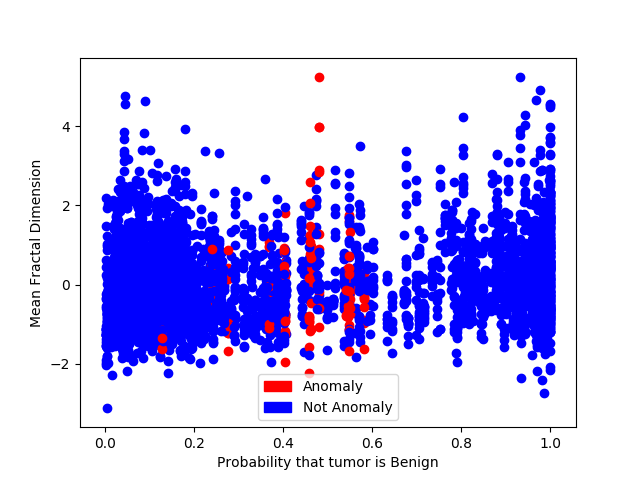 4
2
0
−2
Mean Fractal Dimension
Anomaly
Not Anomaly
0.0 0.2 0.4 0.6 0.8 1.0
Probability that tumor is Benign